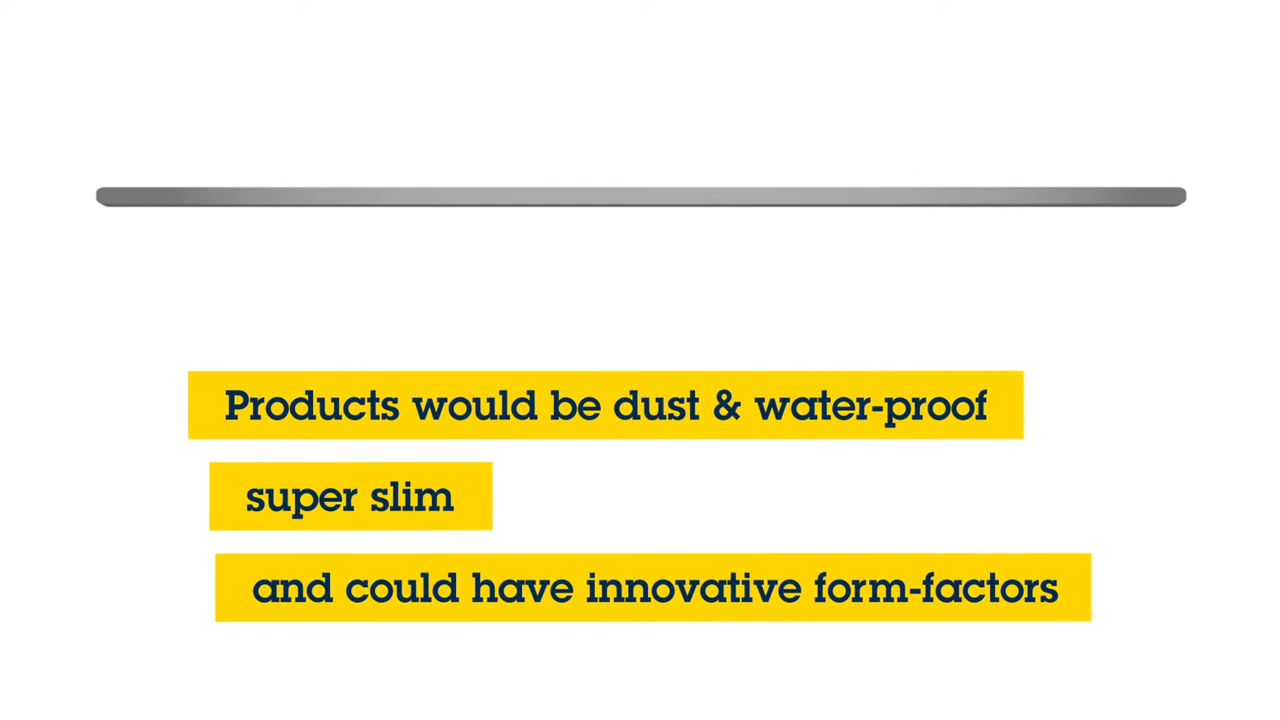 Products would be dust & water-proof
super slim
and could have innovative form-factors